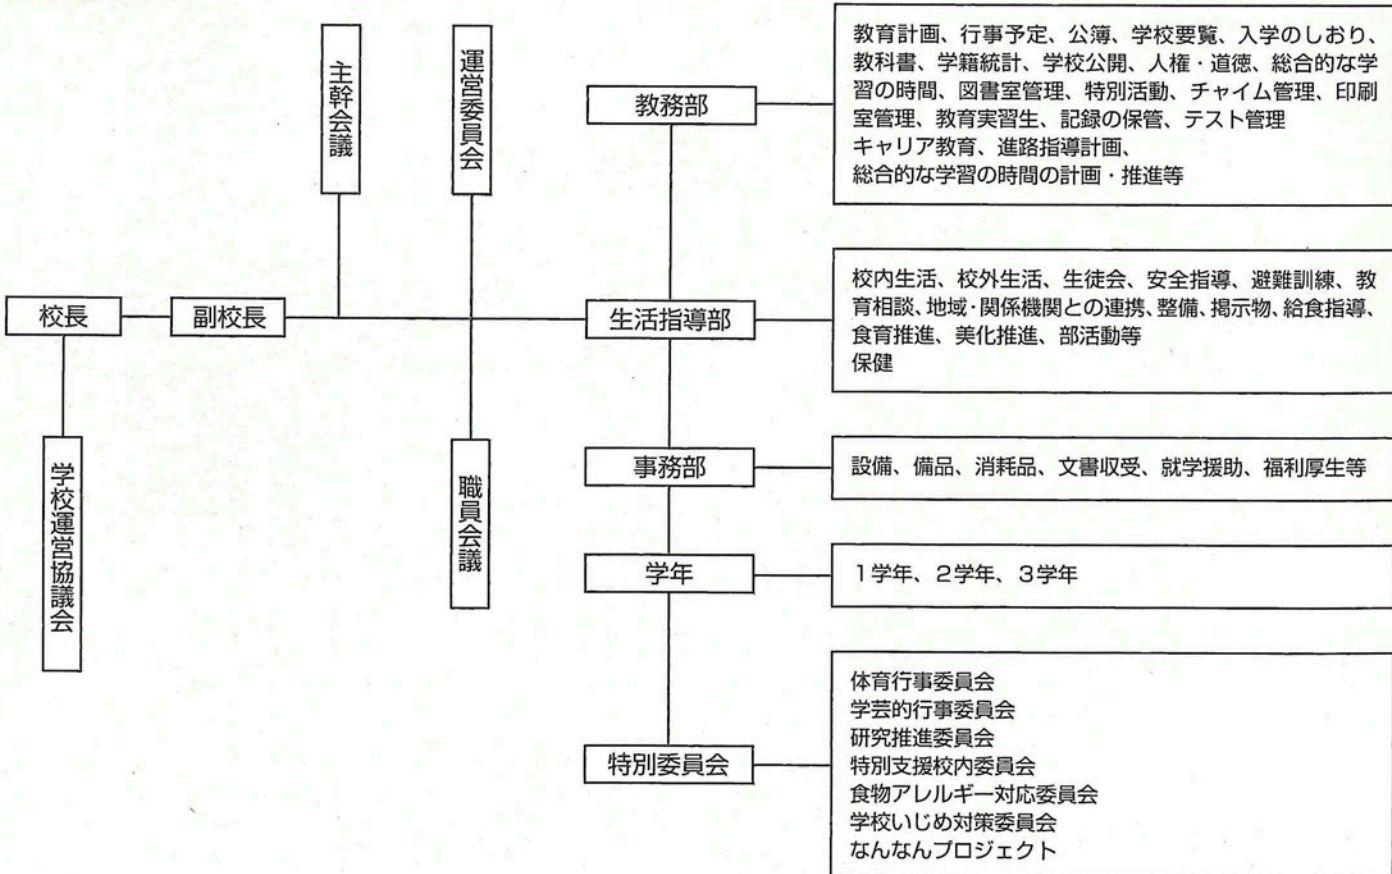 主幹会議
運営委員会
校長
副校長
学校運営協議会
職員会議
教務部
教育計画、行事予定、公簿、学校要覧、入学のしおり、
教科書、学籍統計、学校公開、人権・道徳、総合的な学
習の時間、図書室管理、特別活動、チャイム管理、印刷
室管理、教育実習生、記録の保管、テスト管理
キャリア教育、進路指導計画、
総合的な学習の時間の計画・推進等
生活指導部
校内生活、校外生活、生徒会、安全指導、避難訓練、教
育相談、地域・関係機関との連携、整備、掲示物、給食指導、
食育推進、美化推進、部活動等
保健
事務部
設備、備品、消耗品、文書収受、就学援助、福利厚生等
学年
1学年、2学年、3学年
特別委員会
体育行事委員会
学芸的行事委員会
研究推進委員会
特別支援校内委員会
食物アレルギー対応委員会
学校いじめ対策委員会
なんなんプロジェクト